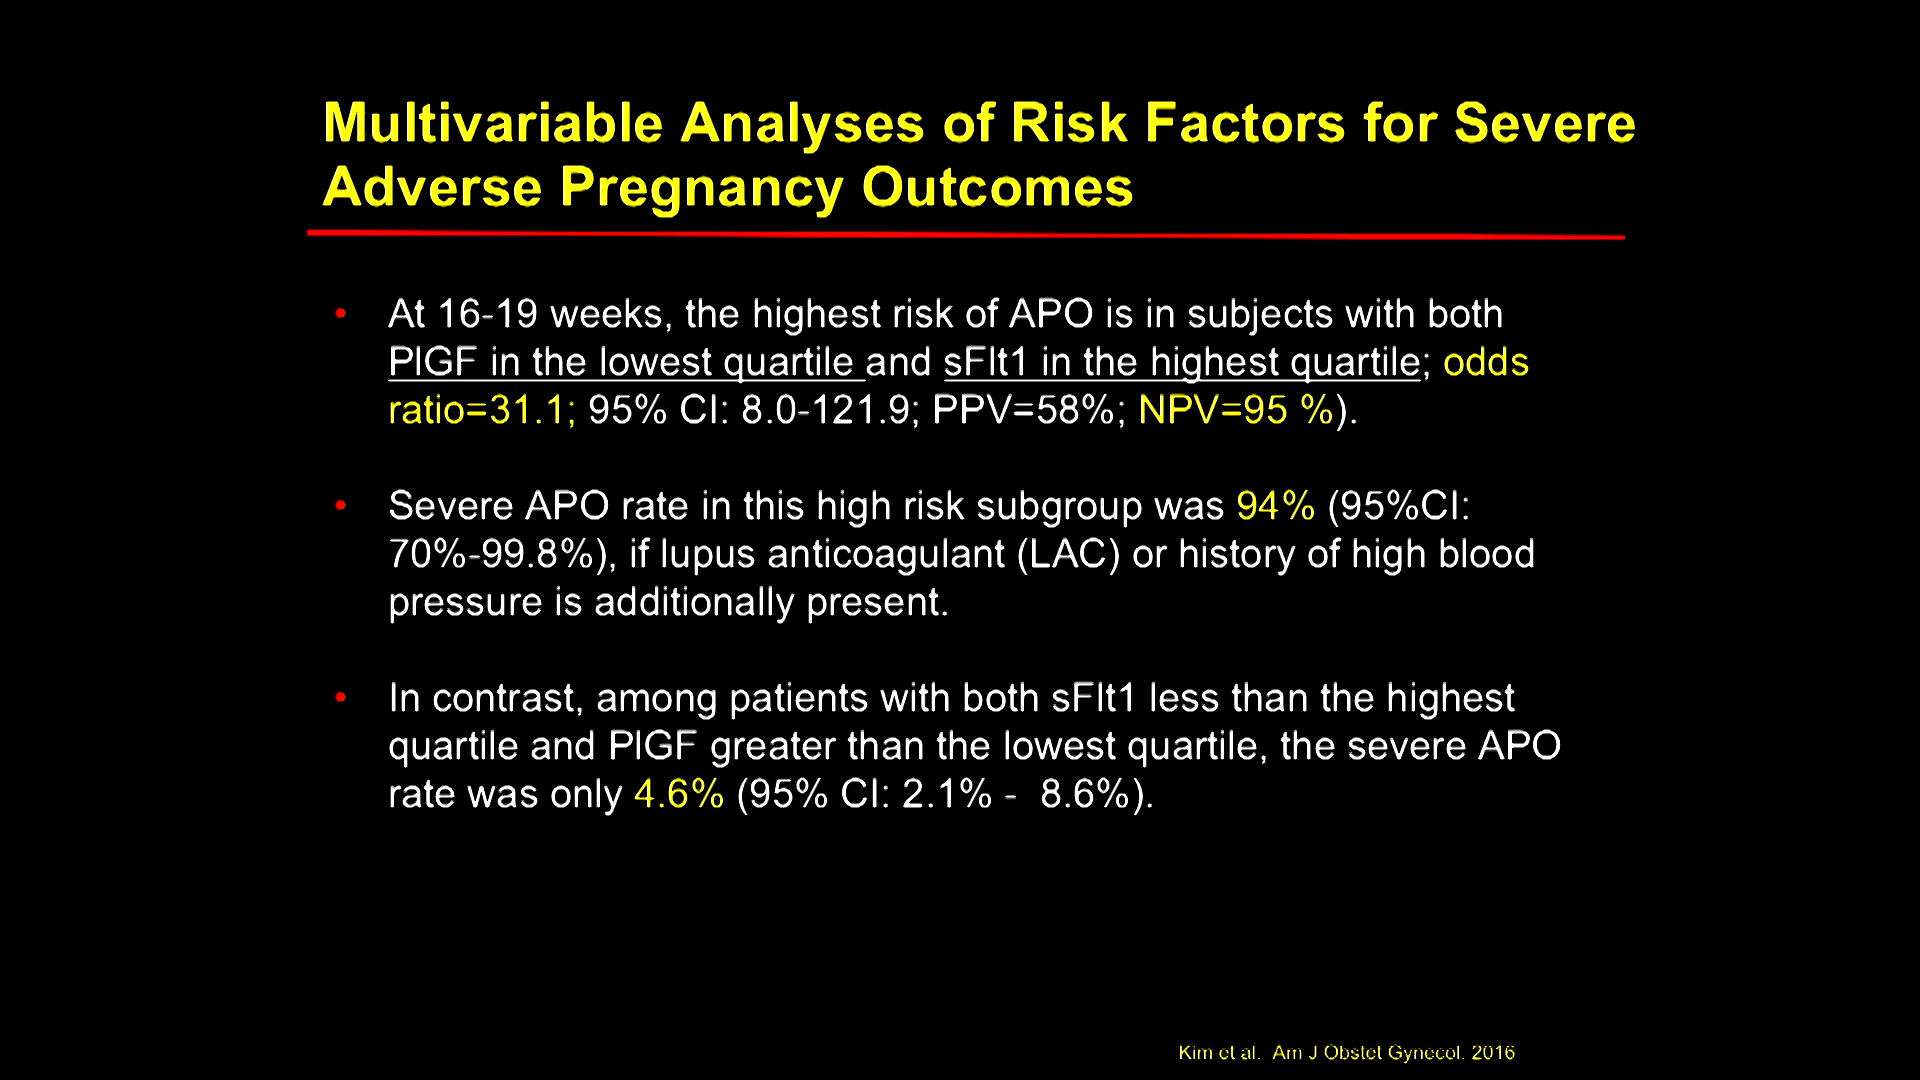 Multivariable Analyses of Risk Factors for Severe
Adverse Pregnancy Outcomes
• At 16-19 weeks, the highest risk of APO is in subjects with both
PlGF in the lowest quartile and sFlt1 in the highest quartile; odds
ratio=31.1; 95% CI: 8.0-121.9; PPV=58%; NPV=95 %).
• Severe APO rate in this high risk subgroup was 94% (95%CI:
70%-99.8%), if lupus anticoagulant (LAC) or history of high blood
pressure is additionally present.
• In contrast, among patients with both sFlt1 less than the highest
quartile and PlGF greater than the lowest quartile, the severe APO
rate was only 4.6% (95% CI: 2.1% -  8.6%).
Kim et al.  Am J Obstet Gynecol. 2016